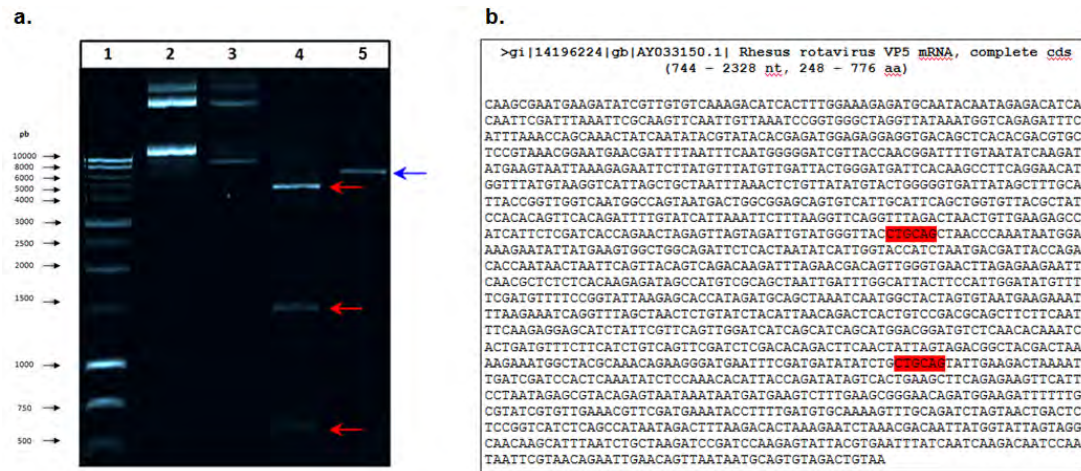 a.
1 2 3 4 5
pb
10000
8000
6000
5000
4000
3000
2500
2000
1500
1000
750
500
b.
>gi|14196224|gb|AY033150.1| Rhesus rotavirus VP5 mRNA, complete cds
(744 – 2328 nt, 248 – 776 aa)
CAAGCGAATGAAGATATCGTTGTGTCAAAGACATCACTTTGGAAAGAGATGCAATACAATAGAGACATCA
CAATTCGATTTAAATTCGCAAGTTCAATTGTTAAATCCGGTGGGCTAGGTTATAAATGGTCAGAGATTTC
ATTTAAACCAGCAAACTATCAATATACGTATACACGAGATGGAGAGGAGGTGACAGCTCACACGACGTGC
TCCGTAAACGGAATGAACGATTTTAATTTCAATGGGGGATCGTTACCAACGGATTTTGTAATATCAAGAT
ATGAAGTAATTAAAGAGAATTCTTATGTTTATGTTGATTACTGGGATGATTCACAAGCCTTCAGGAACAT
GGTTTATGTAAGGTCATTAGCTGCTAATTTAAACTCTGTTATATGTACTGGGGGTGATTATAGCTTTGCA
TTACCGGTTGGTCAATGGCCAGTAATGACTGGCGGAGCAGTGTCATTGCATTCAGCTGGTGTTACGCTAT
CCACACAGTTCACAGATTTTGTATCATTAAATTCTTTAAGGTTCAGGTTTAGACTAACTGTTGAAGAGCC
ATCATTCTCGATCACCAGAACTAGAGTTAGTAGATTGTATGGGTTACCTGCAGCTAACCCAAATAATGGA
AAAGAATATTATGAAGTGGCTGGCAGATTCTCACTAATATCATTGGTACCATCTAATGACGATTACCAGA
CACCAATAACTAATTCAGTTACAGTCAGACAAGATTTAGAACGACAGTTGGGTGAACTTAGAGAAGAATT
CAACGCTCTCTCACAAGAGATAGCCATGTCGCAGCTAATTGATTTGGCATTACTTCCATTGGATATGTTT
TCGATGTTTTCCGGTATTAAGAGCACCATAGATGCAGCTAAATCAATGGCTACTAGTGTAATGAAGAAAT
TTAAGAAATCAGGTTTAGCTAACTCTGTATCTACATTAACAGACTCACTGTCCGACGCAGCTTCTTCAAT
TTCAAGAGGAGCATCTATTCGTTCAGTTGGATCATCAGCATCAGCATGGACGGATGTCTCAACACAAATC
ACTGATGTTTCTTCATCTGTCAGTTCGATCTCGACACAGACTTCAACTATTAGTAGACGGCTACGACTAA
AAGAAATGGCTACGCAAACAGAAGGGATGAATTTCGATGATATATCTGCTGCAGTATTGAAGACTAAAAT
TGATCGATCCACTCAAATATCTCCAAACACATTACCAGATATAGTCACTGAAGCTTCAGAGAAGTTCATT
CCTAATAGAGCGTACAGAGTAATAAATAATGATGAAGTCTTTGAAGCGGGAACAGATGGAAGATTTTTTG
CGTATCGTGTTGAAACGTTCGATGAAATACCTTTTGATGTGCAAAAGTTTGCAGATCTAGTAACTGACTC
TCCGGTCATCTCAGCCATAATAGACTTTAAGACACTAAAGAATCTAAACGACAATTATGGTATTAGTAGG
CAACAAGCATTTAATCTGCTAAGATCCGATCCAAGAGTATTACGTGAATTTATCAATCAAGACAATCCAA
TAATTCGTAACAGAATTGAACAGTTAATAATGCAGTGTAGACTGTAA